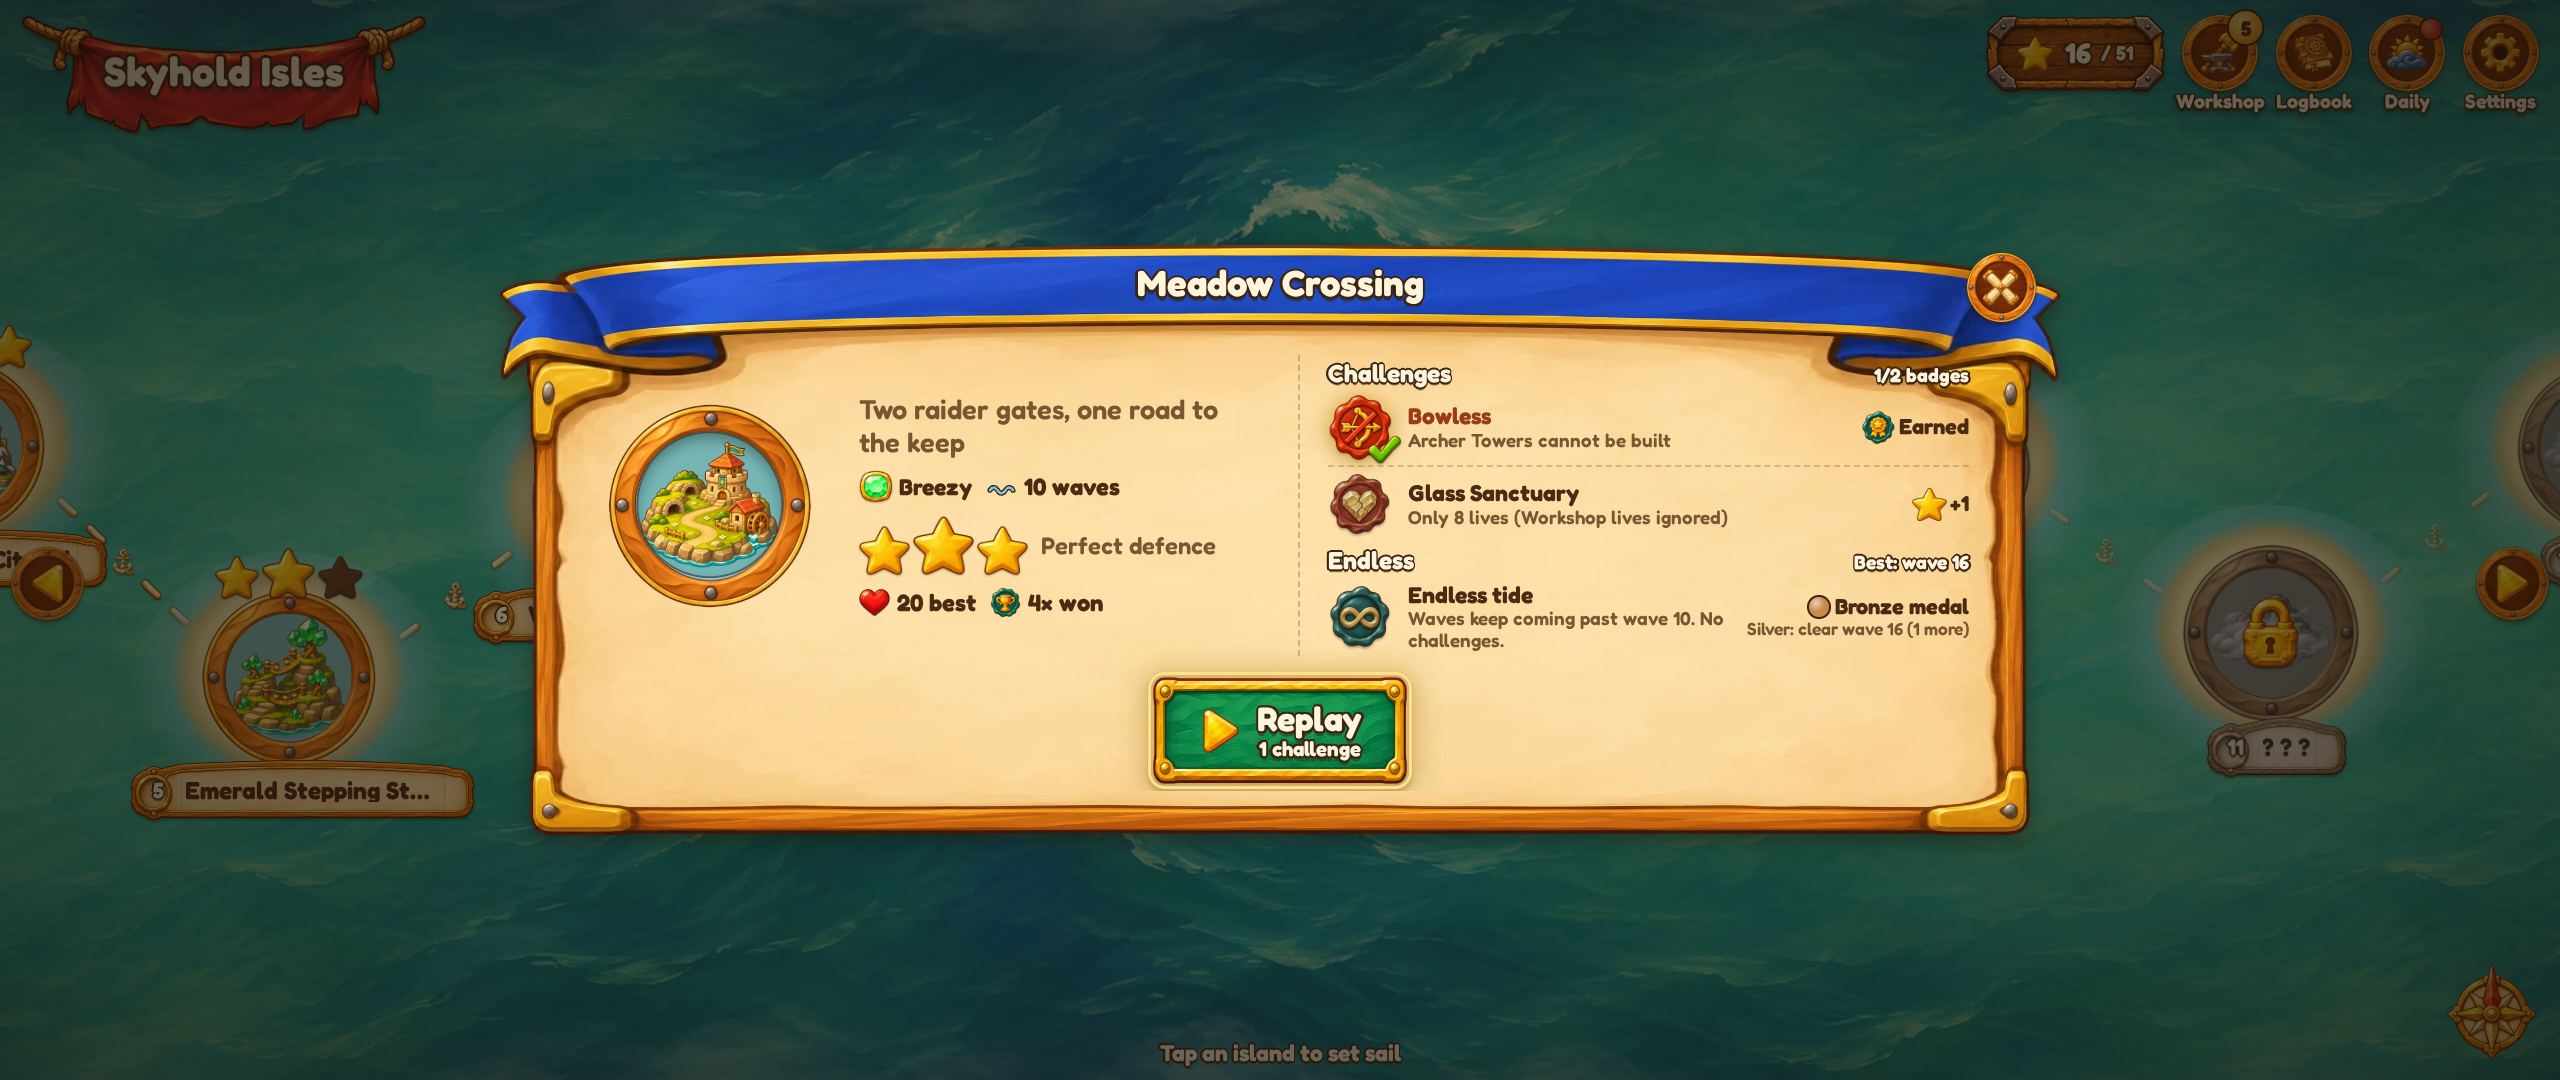 Skyhold Isles
16 / 51
5
Workshop
Logbook
Daily
Settings
Meadow Crossing
Two raider gates, one road to
the keep
Breezy
10 waves
Perfect defence
20 best
4x won
Challenges
1/2 badges
Bowless
Archer Towers cannot be built
Earned
Glass Sanctuary
Only 8 lives (Workshop lives ignored)
+1
Endless
Best: wave 16
Endless tide
Waves keep coming past wave 10. No
challenges.
Bronze medal
Silver: clear wave 16 (1 more)
Replay
1 challenge
6
5
Emerald Stepping St...
11
???
Tap an island to set sail